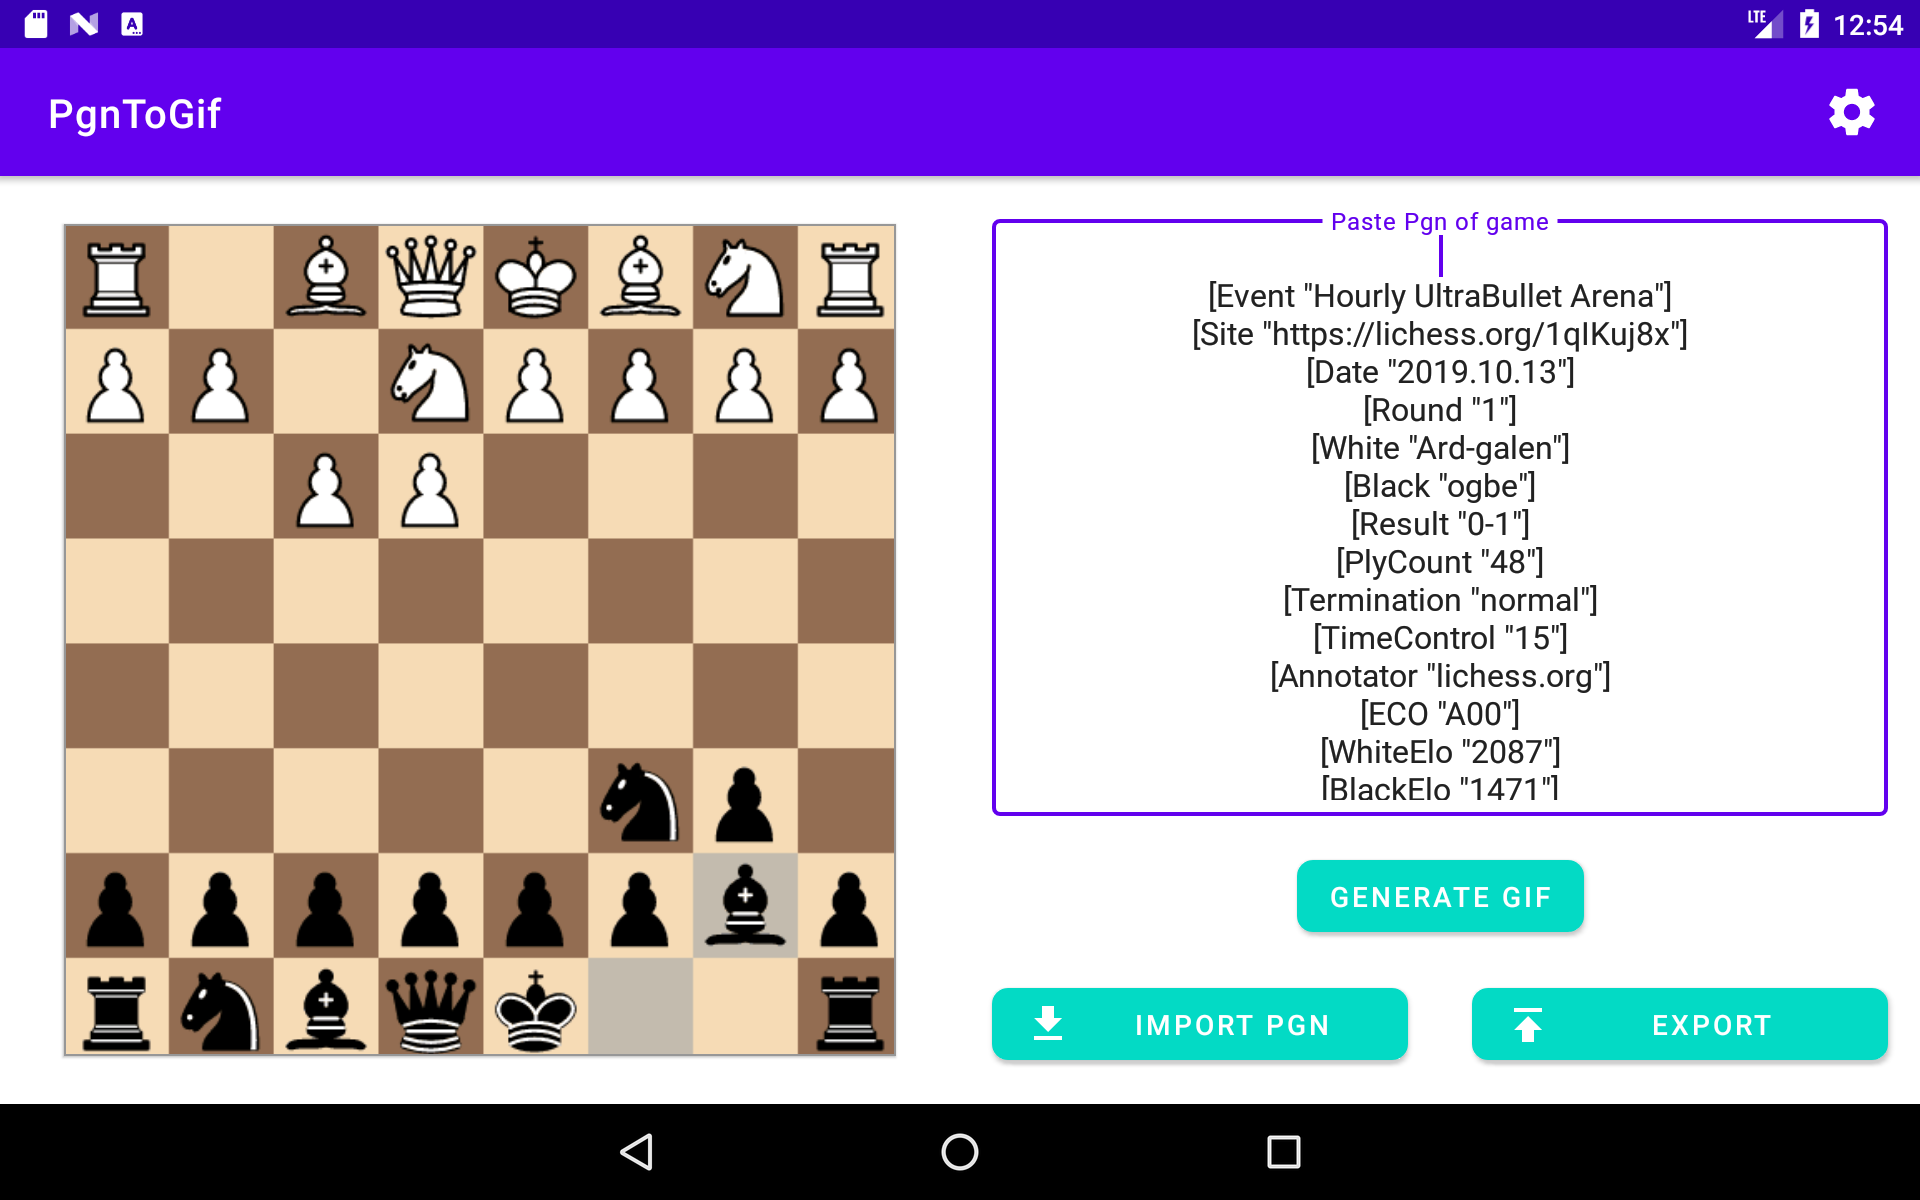 LTE 12:54
PgnToGif
Paste Pgn of game
[Event "Hourly UltraBullet Arena"]
[Site "https://lichess.org/1qIKuj8x"]
[Date "2019.10.13"]
[Round "1"]
[White "Ard-galen"]
[Black "ogbe"]
[Result "0-1"]
[PlyCount "48"]
[Termination "normal"]
[TimeControl "15"]
[Annotator "lichess.org"]
[ECO "A00"]
[WhiteElo "2087"]
[BlackElo "1471"]
GENERATE GIF
IMPORT PGN
EXPORT